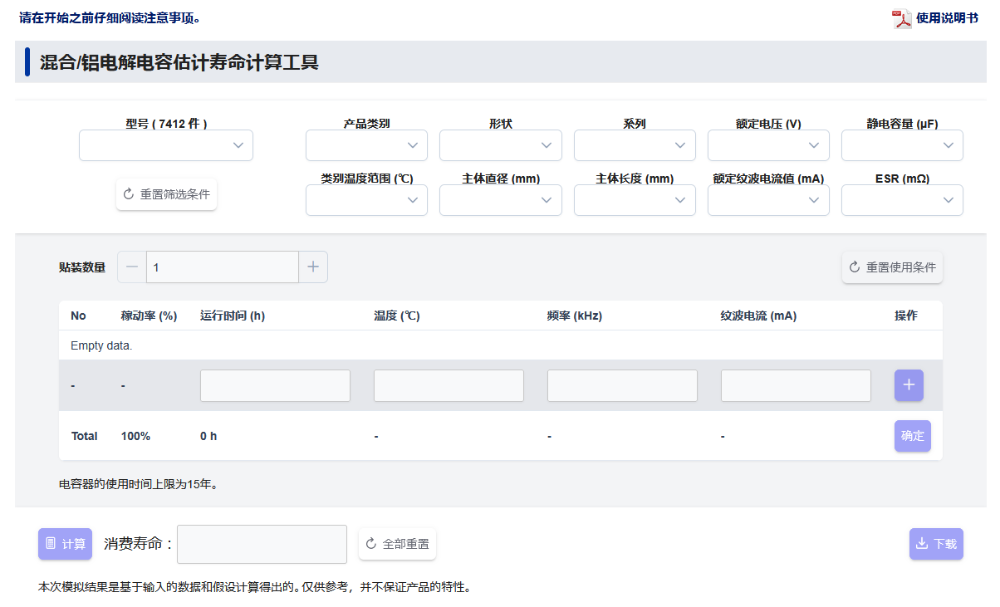 请在开始之前仔细阅读注意事项。 使用说明书
混合/铝电解电容估计寿命计算工具
型号 ( 7412 件 ) 产品类别 形状 系列 额定电压 (V) 静电容量 (µF)
类别温度范围 (℃) 主体直径 (mm) 主体长度 (mm) 额定纹波电流值 (mA) ESR (mΩ)
重置筛选条件
贴装数量 1 重置使用条件
No 稼动率 (%) 运行时间 (h) 温度 (℃) 频率 (kHz) 纹波电流 (mA) 操作
Empty data.
- -
Total 100% 0 h - - - 确定
电容器的使用时间上限为15年。
计算 消费寿命 : 全部重置 下载
本次模拟结果是基于输入的数据和假设计算得出的。仅供参考，并不保证产品的特性。